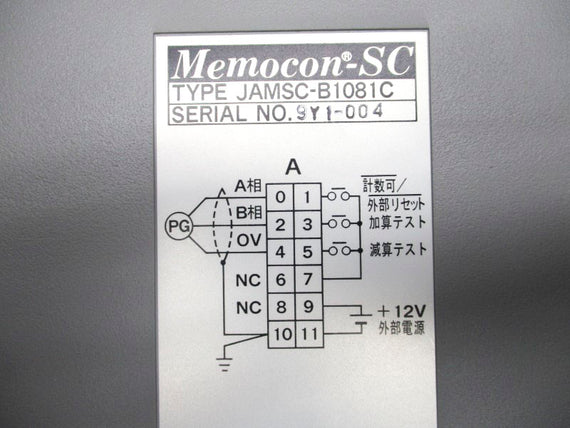 Memocon®-SC
TYPE JAMSC-B1081C
SERIAL NO. 9Y1-004
A
A相 0 1 計数可/
外部リセット
B相 2 3 加算テスト
PG
0V 4 5 減算テスト
NC 6 7
NC 8 9 +12V
外部電源
10 11